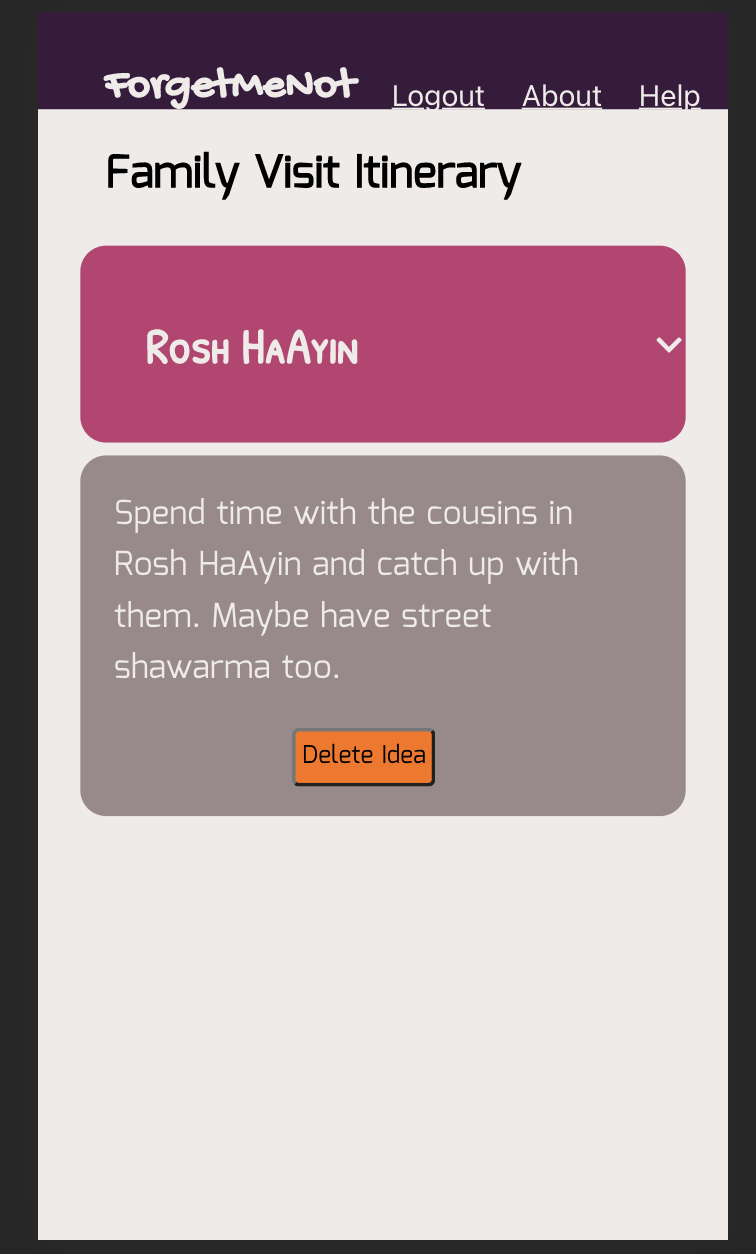 ForgetMeNot Logout About Help
Family Visit Itinerary
Rosh HaAyin
Spend time with the cousins in
Rosh HaAyin and catch up with
them. Maybe have street
shawarma too.
Delete Idea